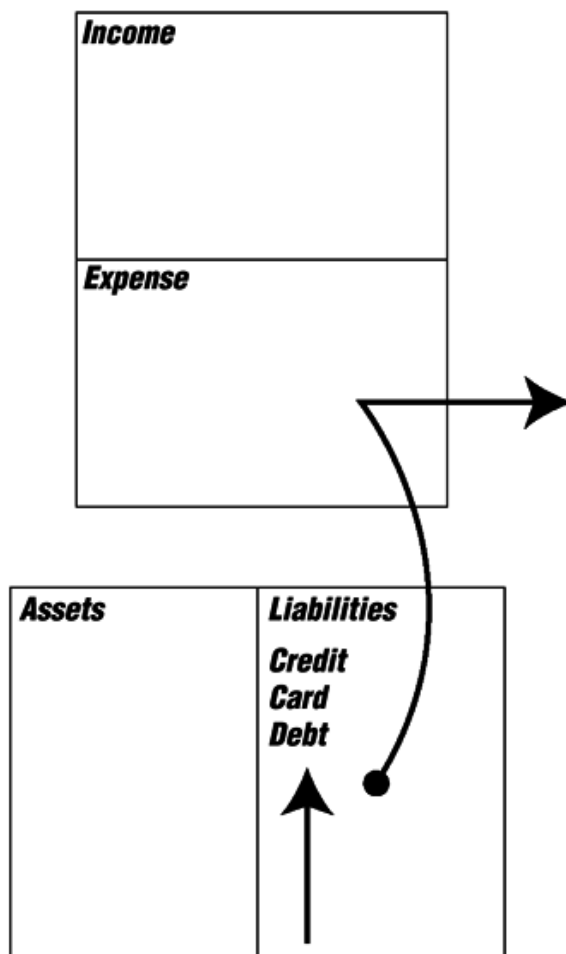 Income
Expense
Assets
Liabilities
Credit
Card
Debt